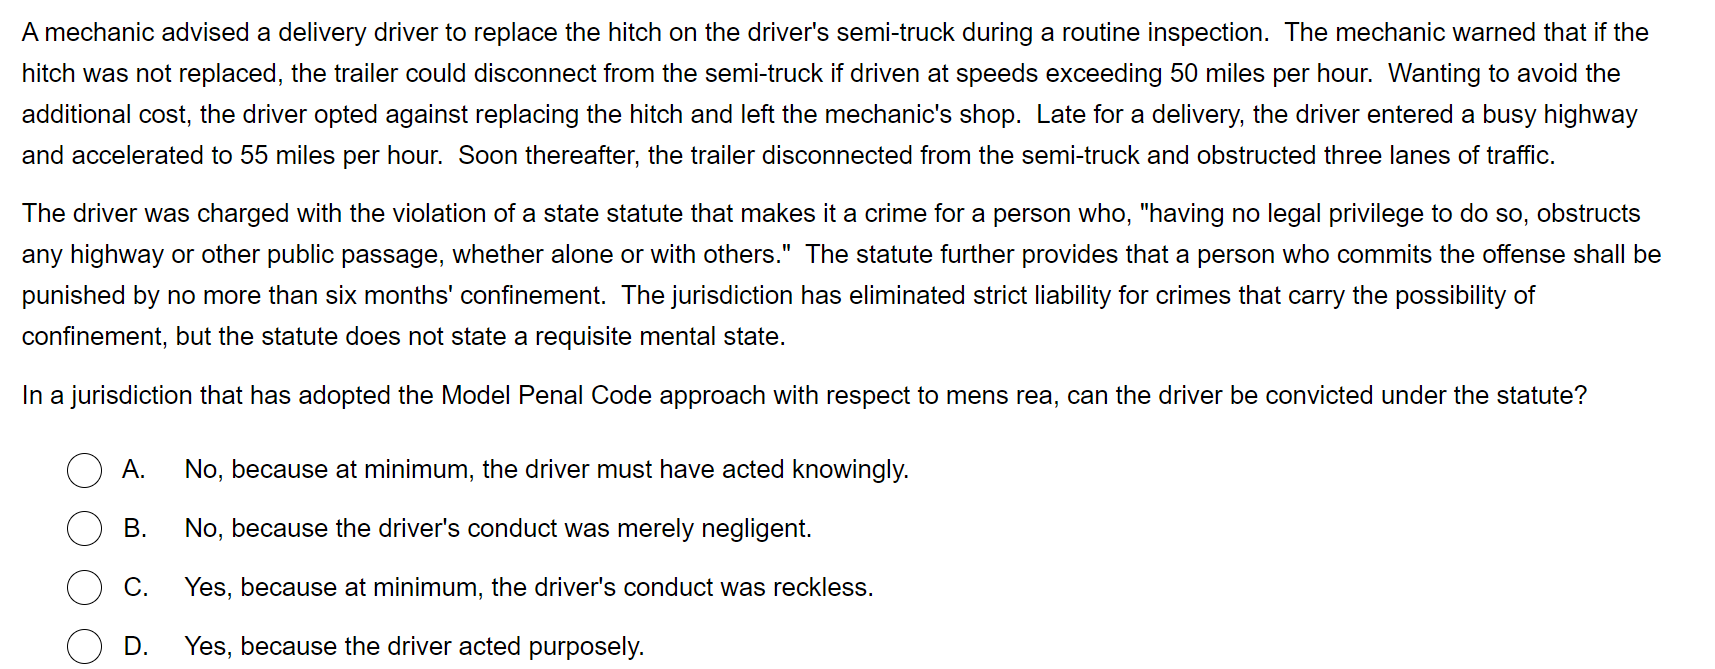 A mechanic advised a delivery driver to replace the hitch on the driver's semi-truck during a routine inspection.  The mechanic warned that if the
hitch was not replaced, the trailer could disconnect from the semi-truck if driven at speeds exceeding 50 miles per hour.  Wanting to avoid the
additional cost, the driver opted against replacing the hitch and left the mechanic's shop.  Late for a delivery, the driver entered a busy highway
and accelerated to 55 miles per hour.  Soon thereafter, the trailer disconnected from the semi-truck and obstructed three lanes of traffic.
The driver was charged with the violation of a state statute that makes it a crime for a person who, "having no legal privilege to do so, obstructs
any highway or other public passage, whether alone or with others."  The statute further provides that a person who commits the offense shall be
punished by no more than six months' confinement.  The jurisdiction has eliminated strict liability for crimes that carry the possibility of
confinement, but the statute does not state a requisite mental state.
In a jurisdiction that has adopted the Model Penal Code approach with respect to mens rea, can the driver be convicted under the statute?
A. No, because at minimum, the driver must have acted knowingly.
B. No, because the driver's conduct was merely negligent.
C. Yes, because at minimum, the driver's conduct was reckless.
D. Yes, because the driver acted purposely.